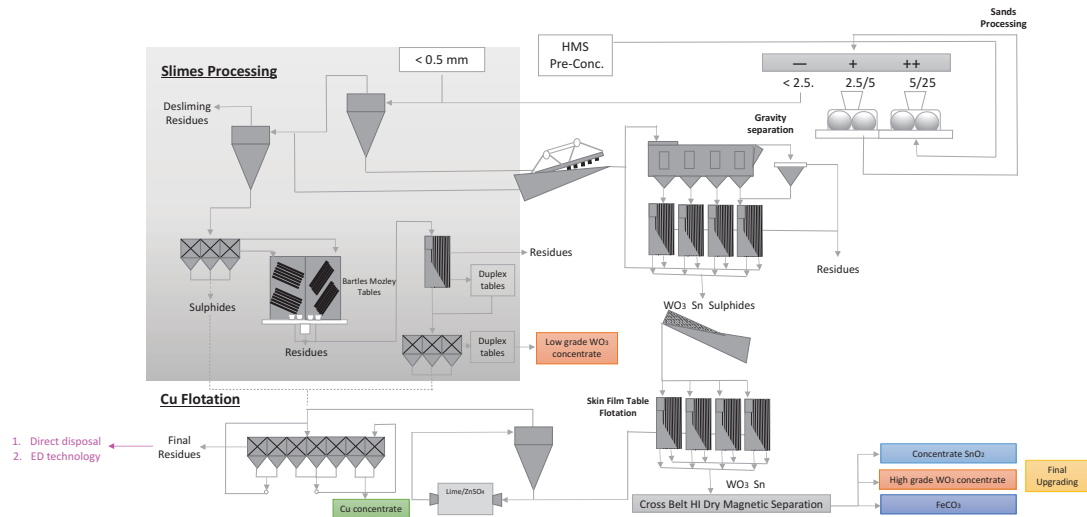 Sands
Processing
HMS
Pre-Conc.
— + ++
< 2.5. 2.5/5 5/25
Slimes Processing
< 0.5 mm
Desliming
Residues
Gravity
separation
Residues
Duplex
tables
Residues
Bartles Mozley
Tables
Sulphides
Residues
Duplex
tables
Low grade WO₃
concentrate
WO₃ Sn Sulphides
Cu Flotation
Skin Film Table
Flotation
1. Direct disposal
2. ED technology
Final
Residues
Lime/ZnSO₄
Cu concentrate
WO₃ Sn
Cross Belt HI Dry Magnetic Separation
Concentrate SnO₂
High grade WO₃ concentrate
FeCO₃
Final
Upgrading